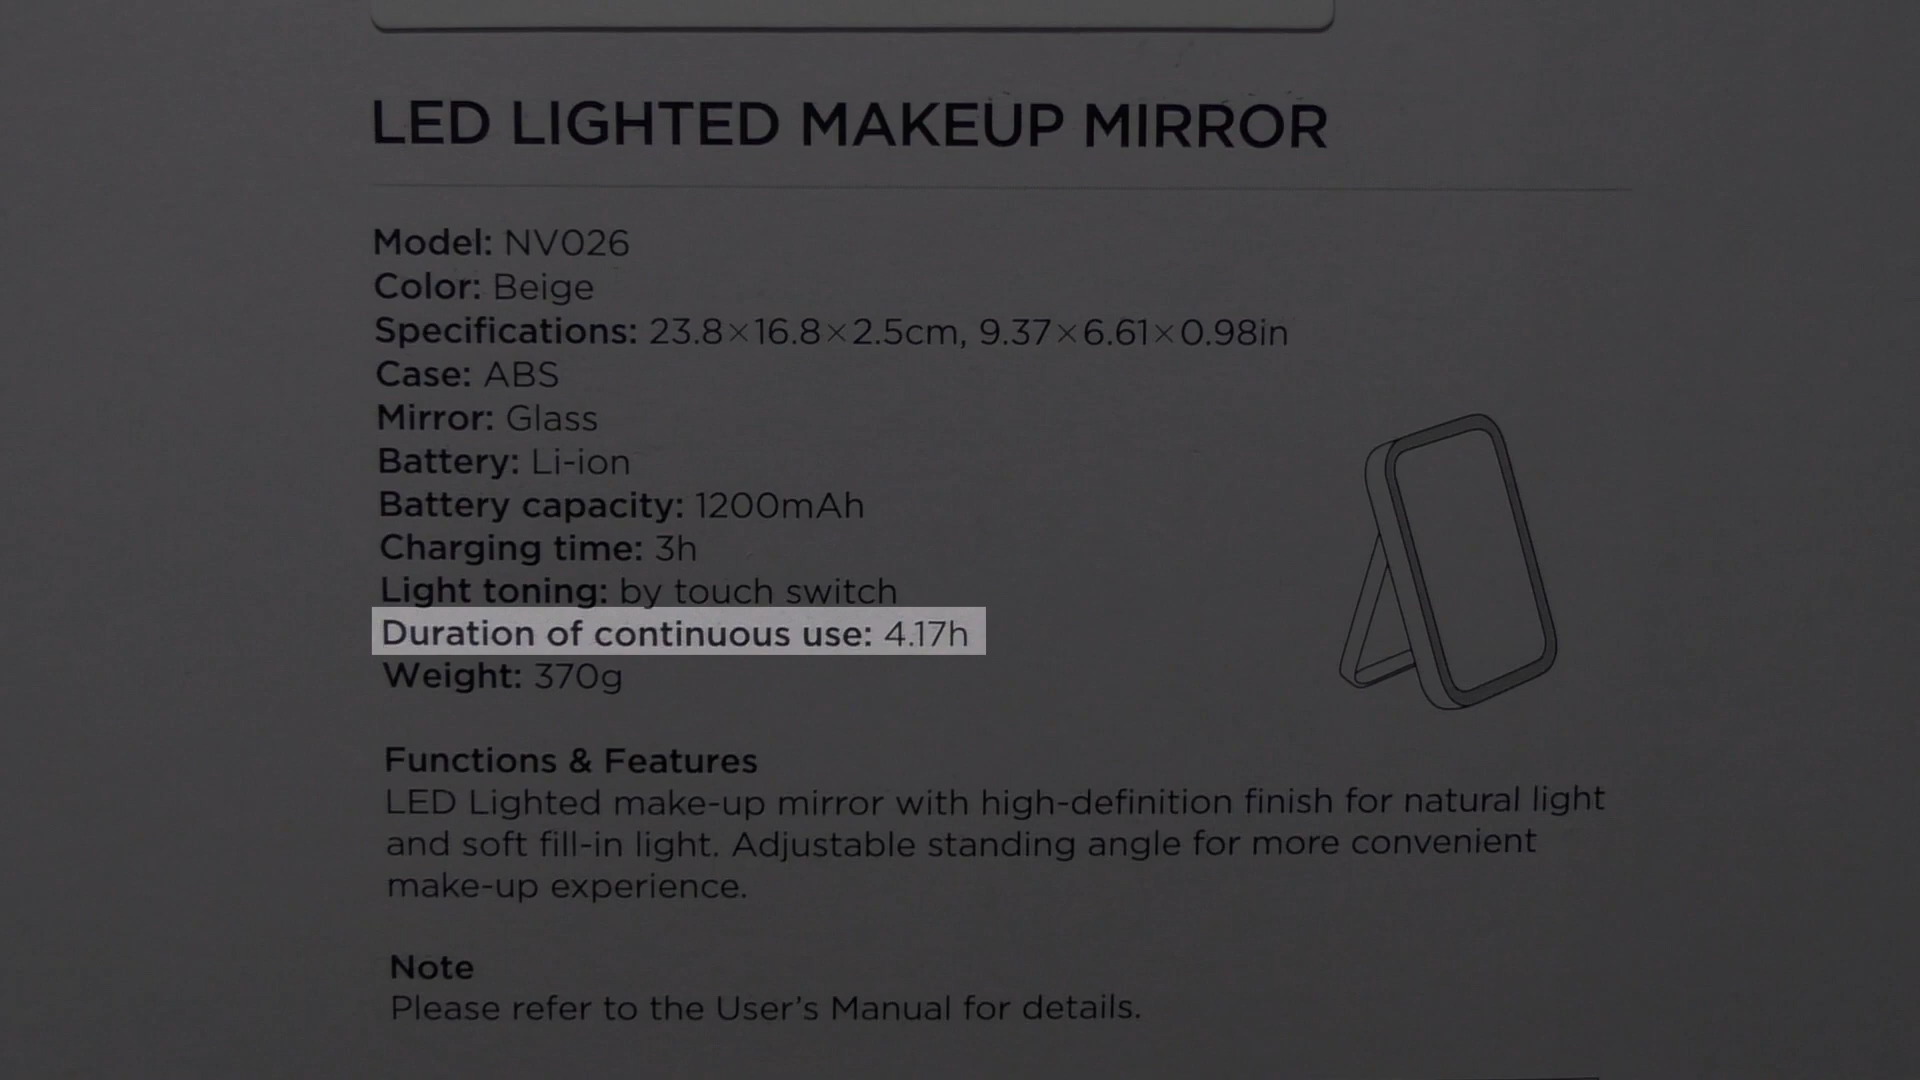 LED LIGHTED MAKEUP MIRROR
Model: NV026
Color: Beige
Specifications: 23.8×16.8×2.5cm, 9.37×6.61×0.98in
Case: ABS
Mirror: Glass
Battery: Li-ion
Battery capacity: 1200mAh
Charging time: 3h
Light toning: by touch switch
Duration of continuous use: 4.17h
Weight: 370g
Functions & Features
LED Lighted make-up mirror with high-definition finish for natural light
and soft fill-in light. Adjustable standing angle for more convenient
make-up experience.
Note
Please refer to the User's Manual for details.